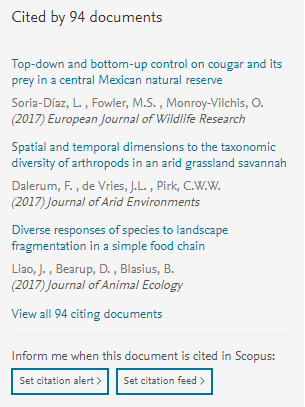 Cited by 94 documents
Top-down and bottom-up control on cougar and its
prey in a central Mexican natural reserve
Soria-Díaz, L. , Fowler, M.S. , Monroy-Vilchis, O.
(2017) European Journal of Wildlife Research
Spatial and temporal dimensions to the taxonomic
diversity of arthropods in an arid grassland savannah
Dalerum, F. , de Vries, J.L. , Pirk, C.W.W.
(2017) Journal of Arid Environments
Diverse responses of species to landscape
fragmentation in a simple food chain
Liao, J. , Bearup, D. , Blasius, B.
(2017) Journal of Animal Ecology
View all 94 citing documents
Inform me when this document is cited in Scopus:
Set citation alert > Set citation feed >